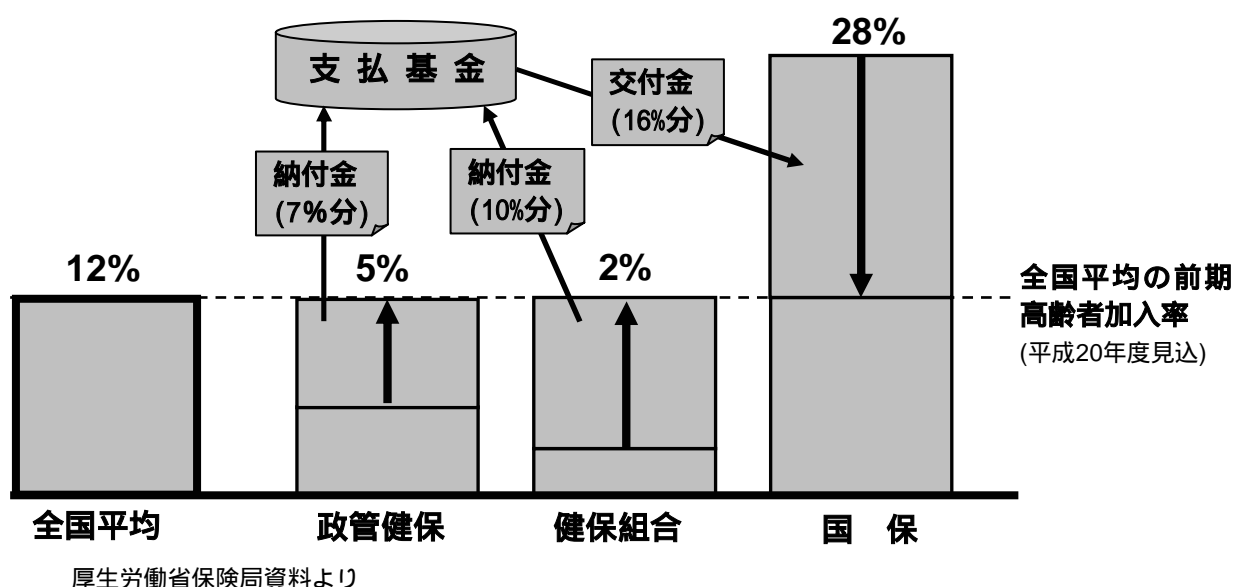 28%
支払基金
交付金
(16%分)
納付金
(7%分)
納付金
(10%分)
12%
5%
2%
全国平均の前期
高齢者加入率
(平成20年度見込)
全国平均
政管健保
健保組合
国 保
厚生労働省保険局資料より